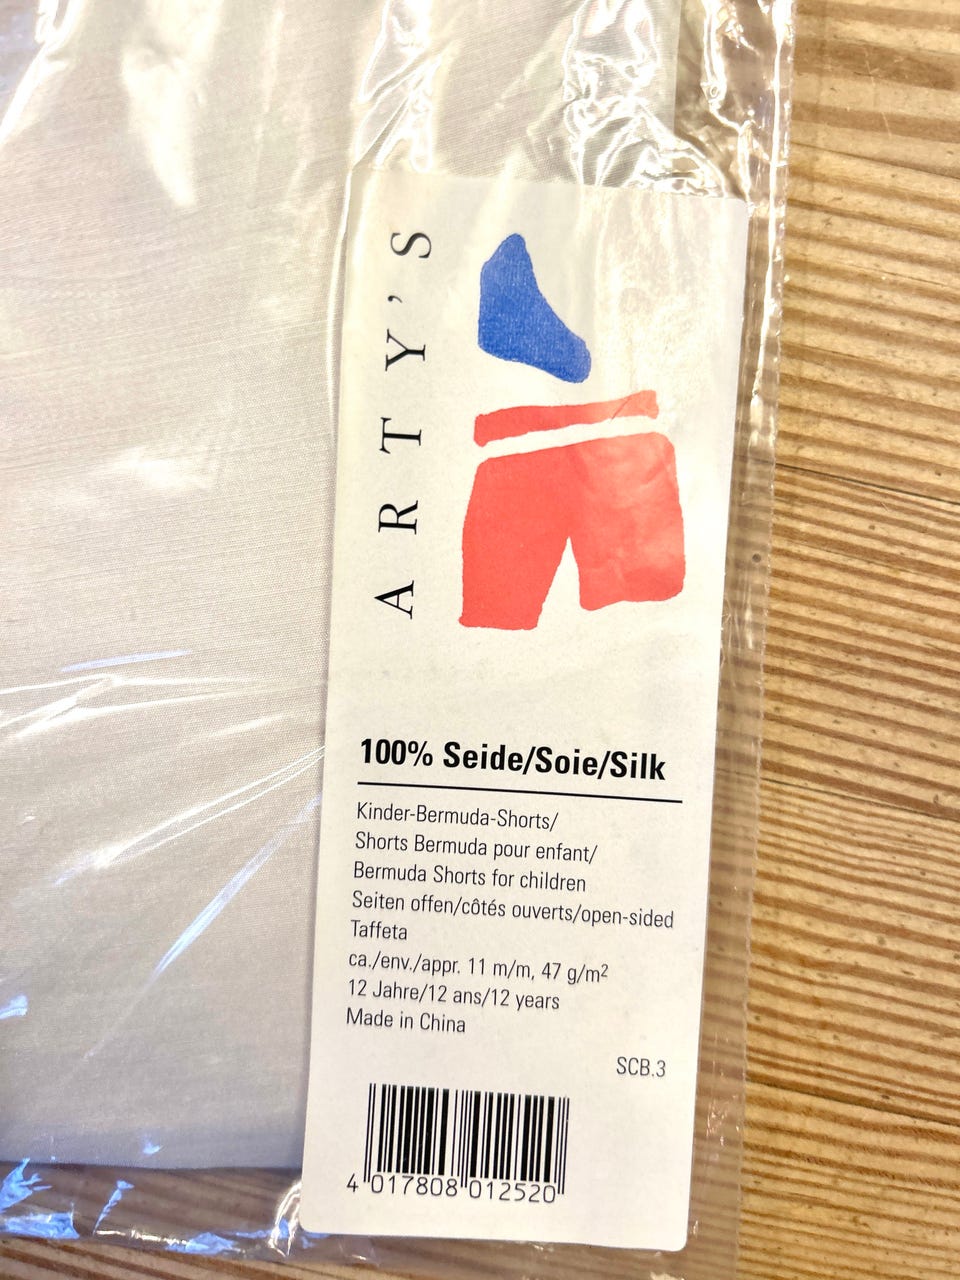 ARTY'S
100% Seide/Soie/Silk
Kinder-Bermuda-Shorts/
Shorts Bermuda pour enfant/
Bermuda Shorts for children
Seiten offen/côtés ouverts/open-sided
Taffeta
ca./env./appr. 11 m/m, 47 g/m²
12 Jahre/12 ans/12 years
Made in China
SCB.3
4 017808 012520